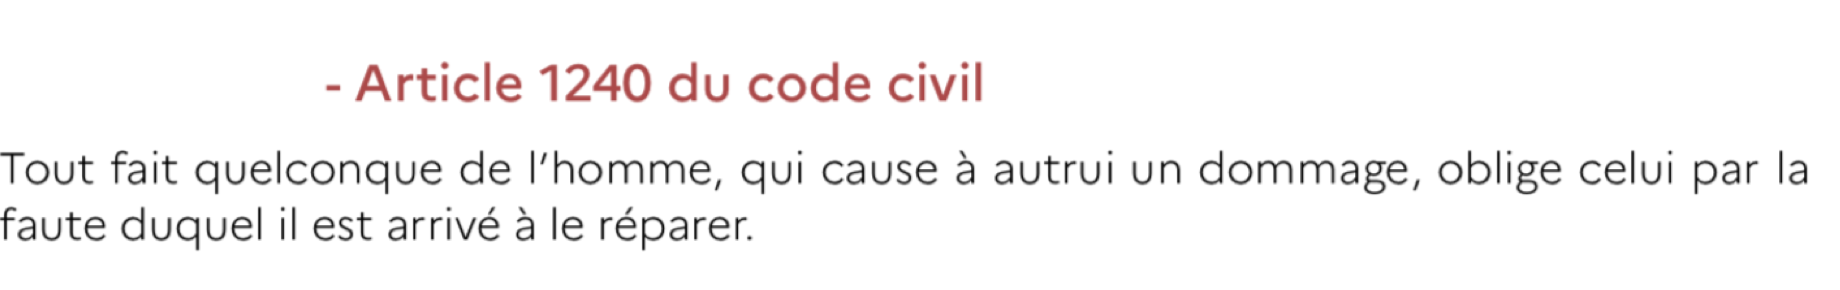 - Article 1240 du code civil
Tout fait quelconque de l’homme, qui cause à autrui un dommage, oblige celui par la
faute duquel il est arrivé à le réparer.